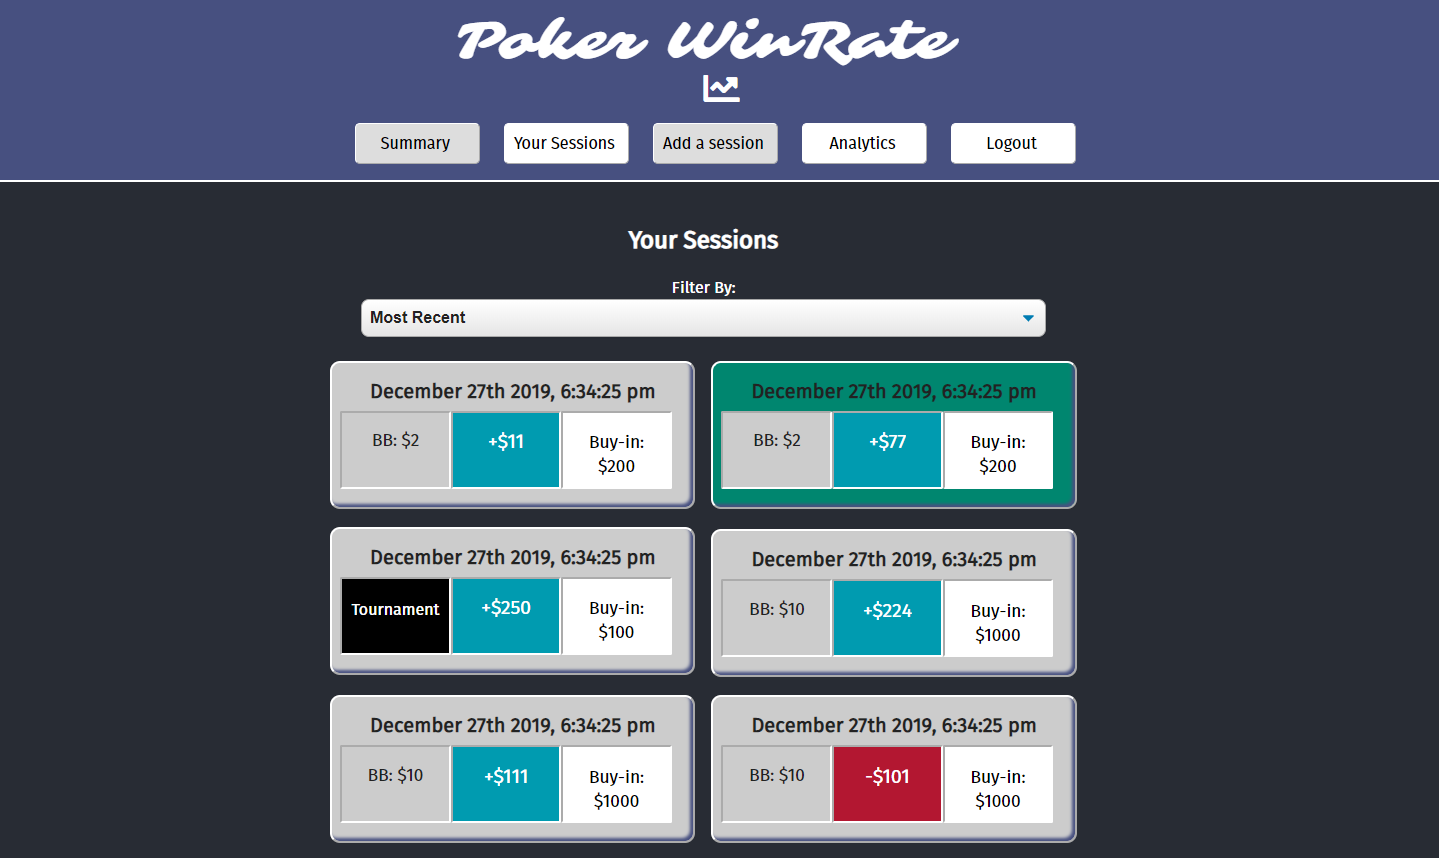 Poker WinRate
Summary
Your Sessions
Add a session
Analytics
Logout
Your Sessions
Filter By:
Most Recent
December 27th 2019, 6:34:25 pm
BB: $2
+$11
Buy-in:
$200
December 27th 2019, 6:34:25 pm
BB: $2
+$77
Buy-in:
$200
December 27th 2019, 6:34:25 pm
Tournament
+$250
Buy-in:
$100
December 27th 2019, 6:34:25 pm
BB: $10
+$224
Buy-in:
$1000
December 27th 2019, 6:34:25 pm
BB: $10
+$111
Buy-in:
$1000
December 27th 2019, 6:34:25 pm
BB: $10
-$101
Buy-in:
$1000